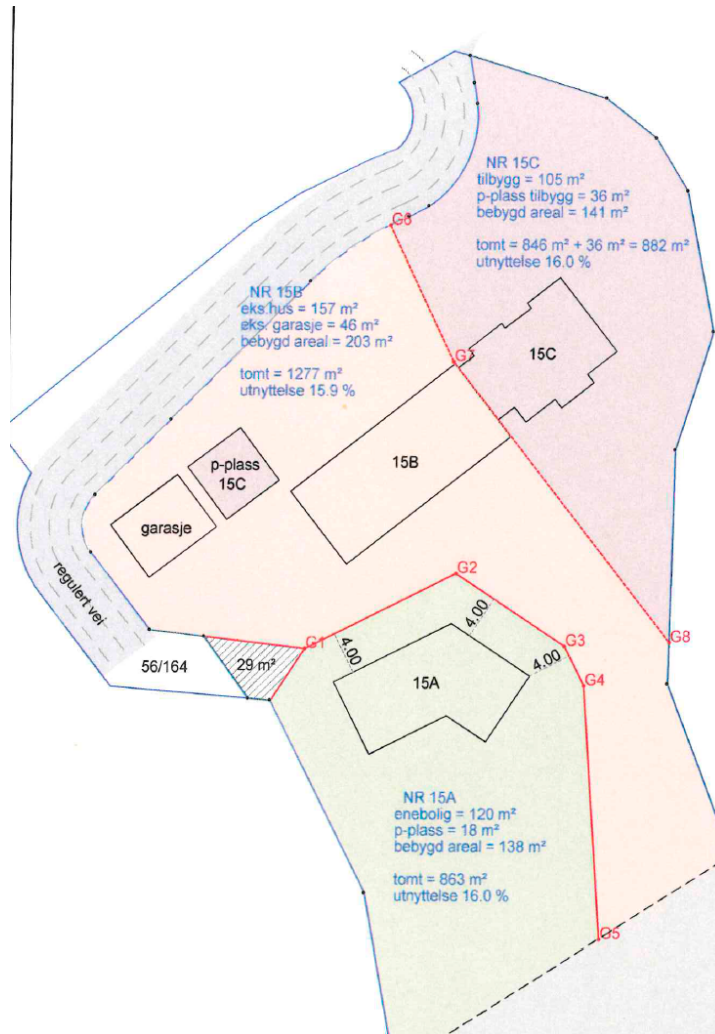 NR 15C
tilbygg = 105 m²
p-plass tilbygg = 36 m²
bebygd areal = 141 m²
tomt = 846 m² + 36 m² = 882 m²
utnyttelse 16.0 %
G6
NR 15B
eks.hus = 157 m²
eks. garasje = 46 m²
bebygd areal = 203 m²
tomt = 1277 m²
utnyttelse 15.9 %
G7
15C
15B
p-plass
15C
garasje
regulert vei
G2
4.00
G1
4.00
G3
4.00
G8
56/164
29 m²
15A
G4
NR 15A
enebolig = 120 m²
p-plass = 18 m²
bebygd areal = 138 m²
tomt = 863 m²
utnyttelse 16.0 %
G5